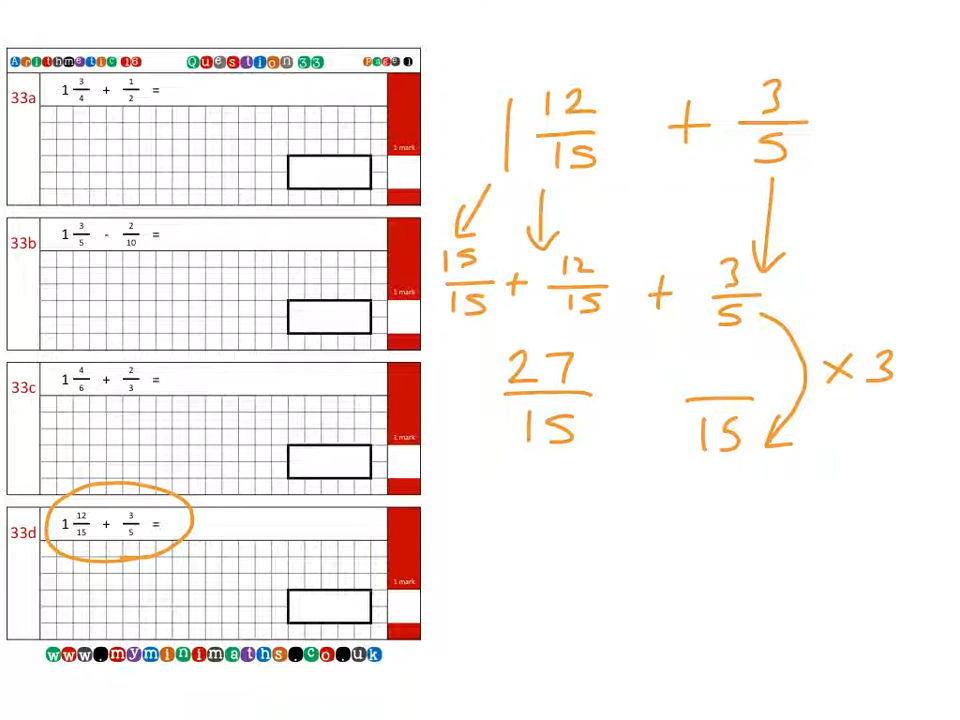 Arithmetic 18 Question 33 Page 1
33a 1 3/4 + 1/2 =
1 mark
33b 1 3/5 - 2/10 =
1 mark
33c 1 4/6 + 2/3 =
1 mark
33d 1 12/15 + 3/5 =
1 mark
www.myminimaths.co.uk
1 12/15 + 3/5
15/15 + 12/15 + 3/5
27/15 /15 × 3